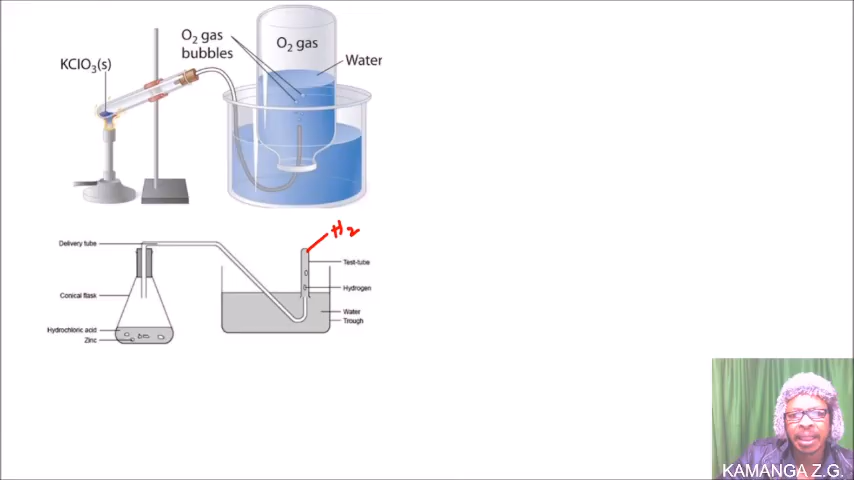 O2 gas
bubbles
O2 gas
Water
KClO3(s)
H2
Delivery tube
Test-tube
Conical flask
Hydrogen
Water
Trough
Hydrochloric acid
Zinc
KAMANGA Z.G.